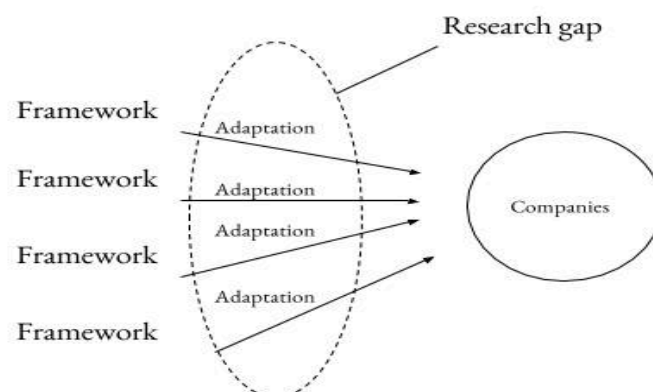 Research gap
Framework
Adaptation
Framework
Adaptation
Companies
Adaptation
Framework
Adaptation
Framework